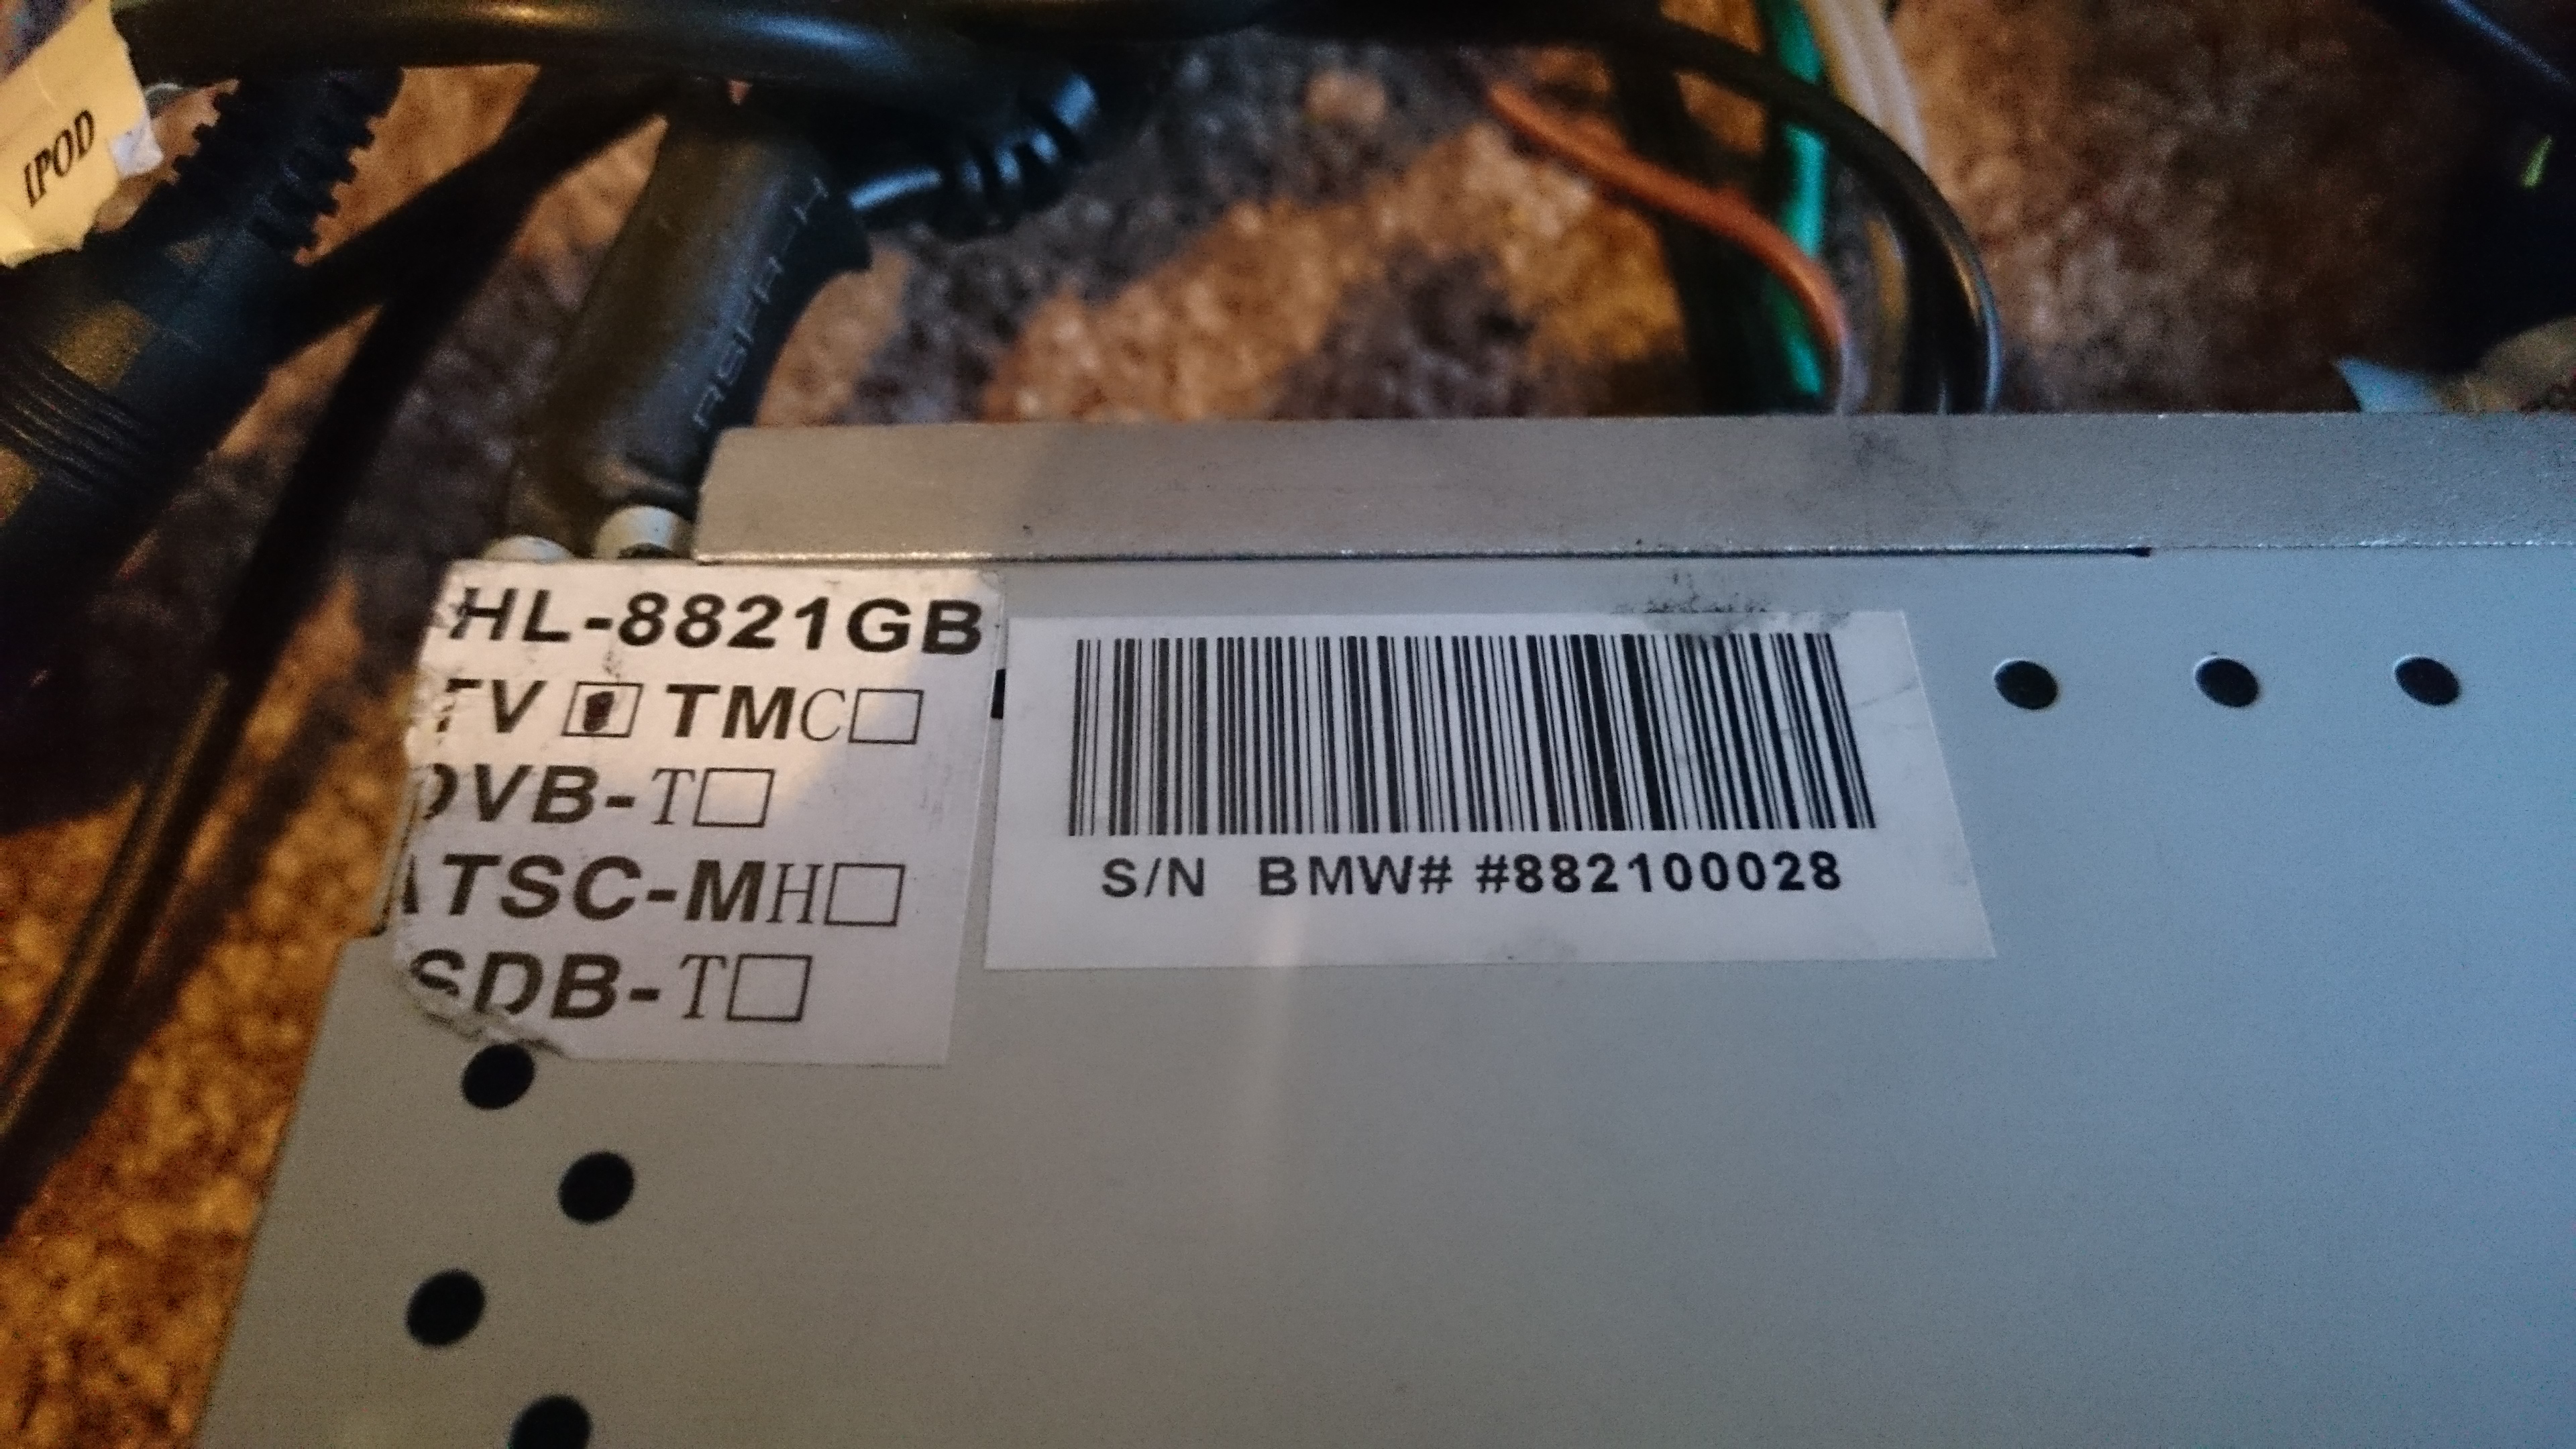 IPOD
HL-8821GB
TV TMC
DVB-T
ATSC-MH
SDB-T
S/N BMW# #882100028